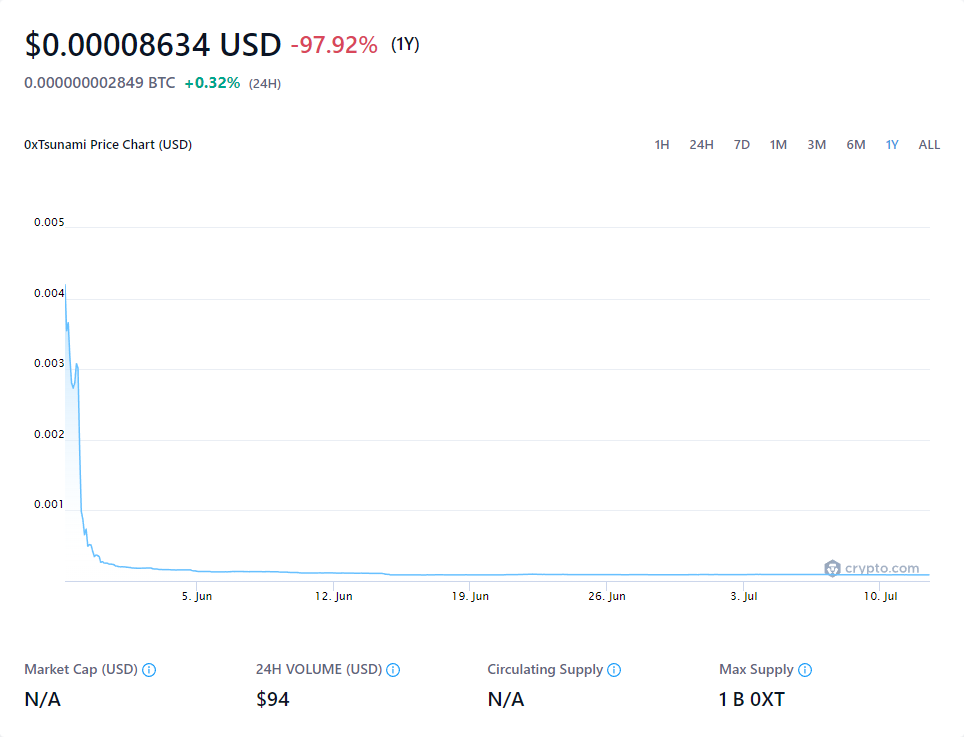 $0.00008634 USD -97.92% (1Y)
0.000000002849 BTC +0.32% (24H)
0xTsunami Price Chart (USD) 1H 24H 7D 1M 3M 6M 1Y ALL
0.005
0.004
0.003
0.002
0.001
crypto.com
5. Jun 12. Jun 19. Jun 26. Jun 3. Jul 10. Jul
Market Cap (USD) 24H VOLUME (USD) Circulating Supply Max Supply
N/A $94 N/A 1 B 0XT